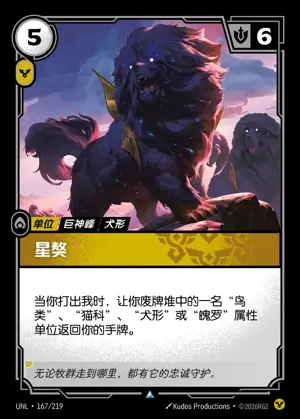 5
6
单位 巨神峰 犬形
星獒
当你打出我时，让你废牌堆中的一名“鸟
类”、“猫科”、“犬形”或“魄罗”属性
单位返回你的手牌。
无论牧群走到哪里，都有它的忠诚守护。
UNL • 167/219
Kudos Productions • ©2026RGI